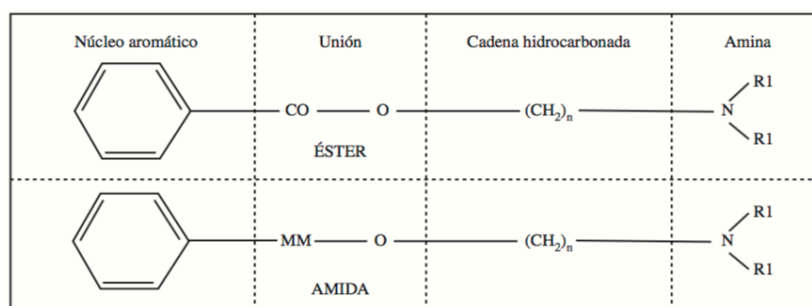 Núcleo aromático Unión Cadena hidrocarbonada Amina
R1
CO O (CH₂)ₙ N
R1
ÉSTER
R1
MM O (CH₂)ₙ N
R1
AMIDA